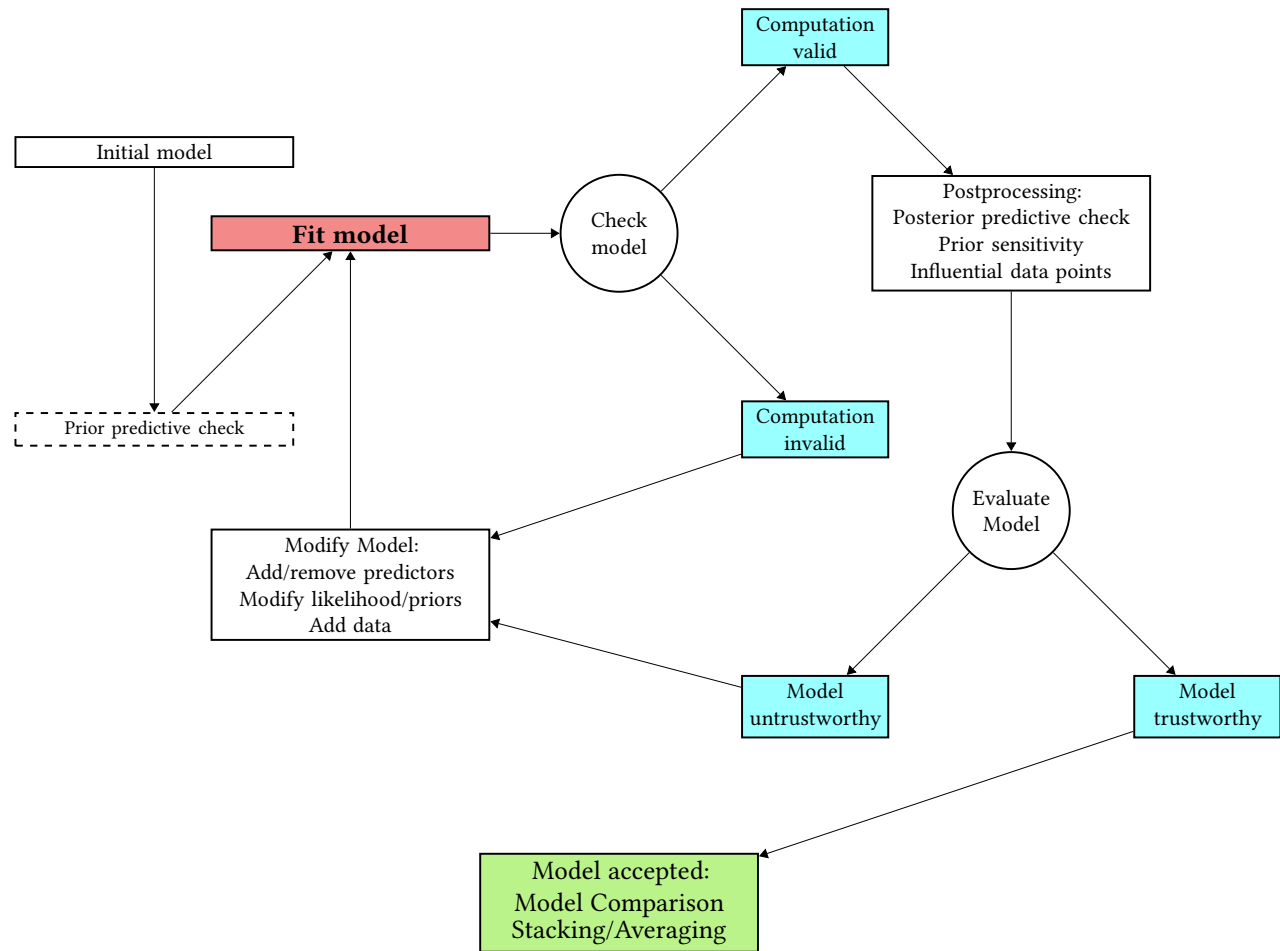 Computation
valid
Initial model
Postprocessing:
Posterior predictive check
Prior sensitivity
Influential data points
Fit model
Check
model
Prior predictive check
Computation
invalid
Evaluate
Model
Modify Model:
Add/remove predictors
Modify likelihood/priors
Add data
Model
untrustworthy
Model
trustworthy
Model accepted:
Model Comparison
Stacking/Averaging